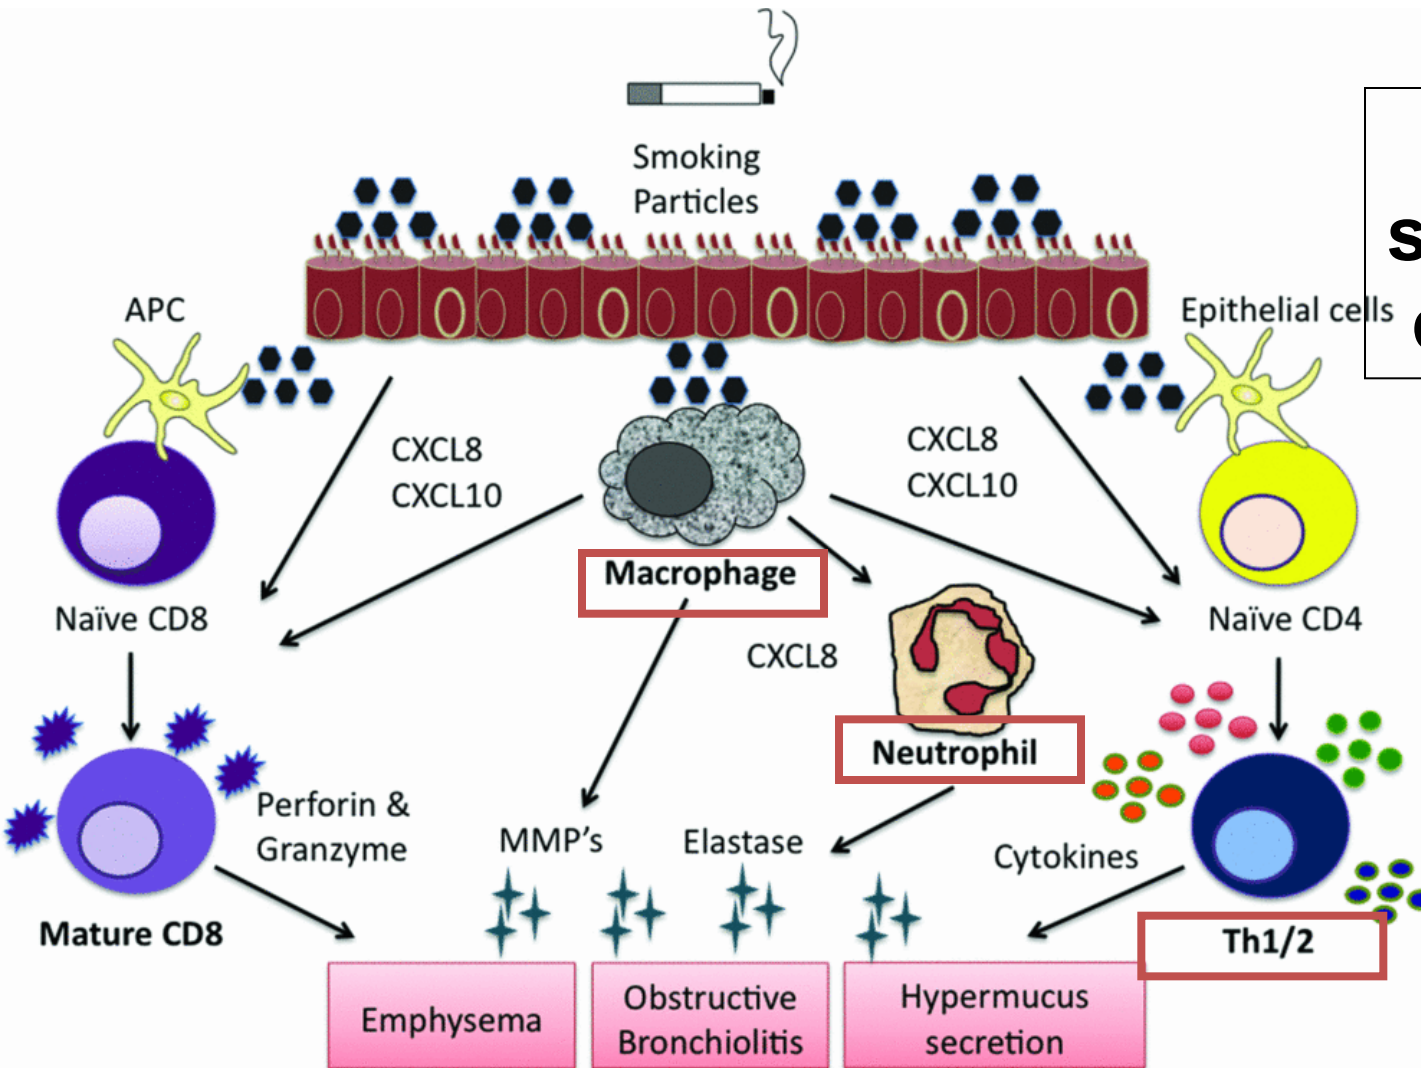 Smoking
Particles
APC
Epithelial cells
CXCL8
CXCL10
CXCL8
CXCL10
Macrophage
Naïve CD8
Naïve CD4
CXCL8
Neutrophil
Perforin &
Granzyme
MMP's
Elastase
Cytokines
Mature CD8
Th1/2
Emphysema
Obstructive
Bronchiolitis
Hypermucus
secretion